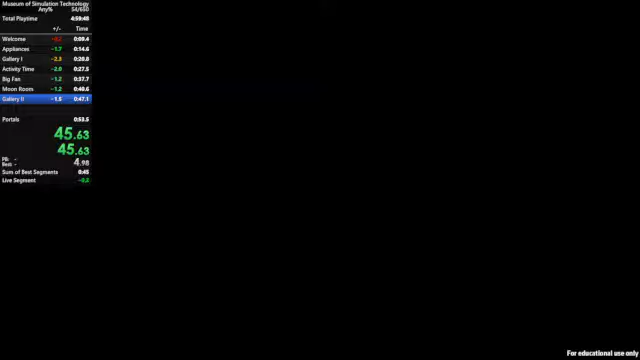 Museum of Simulation Technology
Any% 54/650
Total Playtime 4:59:48
+/- Time
Welcome 0:09.4
Appliances −1.7 0:14.6
Gallery I −2.3 0:20.8
Activity Time −2.0 0:27.5
Big Fan −1.2 0:37.7
Moon Room −1.2 0:40.6
Gallery II −1.5 0:47.1
Portals 0:53.5
45.63
45.63
PB: -
Best: - 4.98
Sum of Best Segments 0:45
Live Segment −2.2
For educational use only